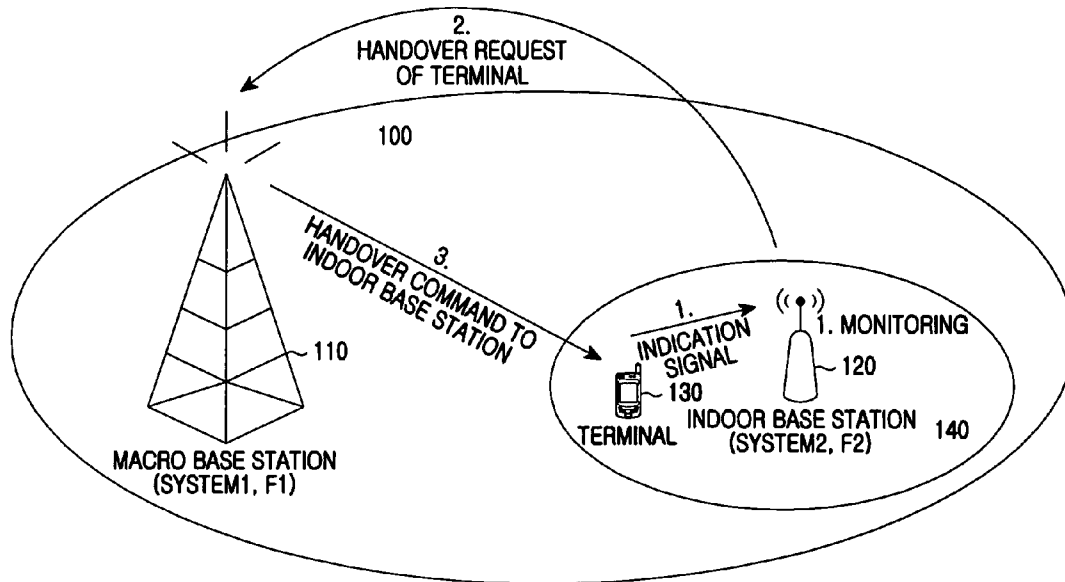 2.
HANDOVER REQUEST
OF TERMINAL
100
3.
HANDOVER COMMAND TO
INDOOR BASE STATION
110
MACRO BASE STATION
(SYSTEM1, F1)
1.
INDICATION
SIGNAL
1. MONITORING
120
130
TERMINAL
INDOOR BASE STATION
(SYSTEM2, F2)
140